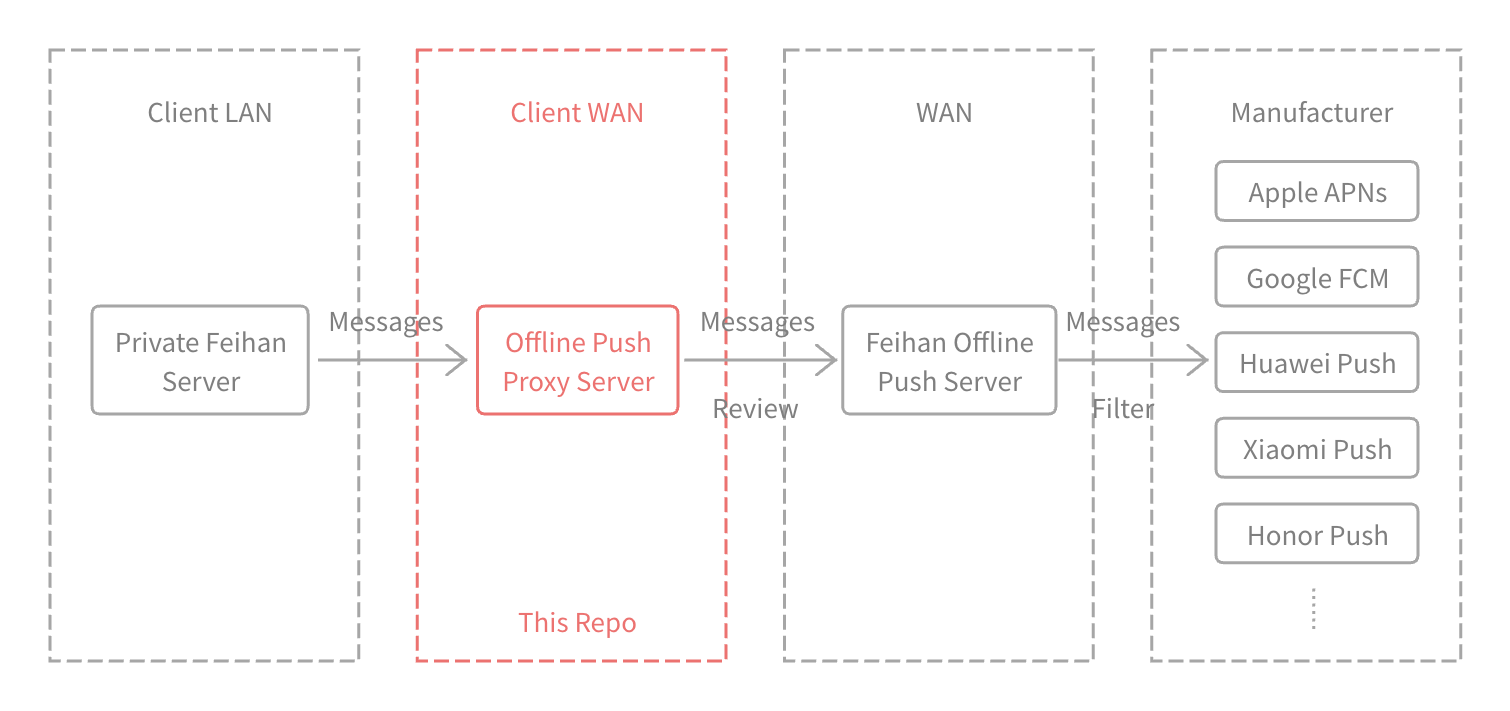 Client LAN
Client WAN
WAN
Manufacturer
Private Feihan
Server
Messages
Offline Push
Proxy Server
Messages
Review
Feihan Offline
Push Server
Messages
Filter
Apple APNs
Google FCM
Huawei Push
Xiaomi Push
Honor Push
This Repo